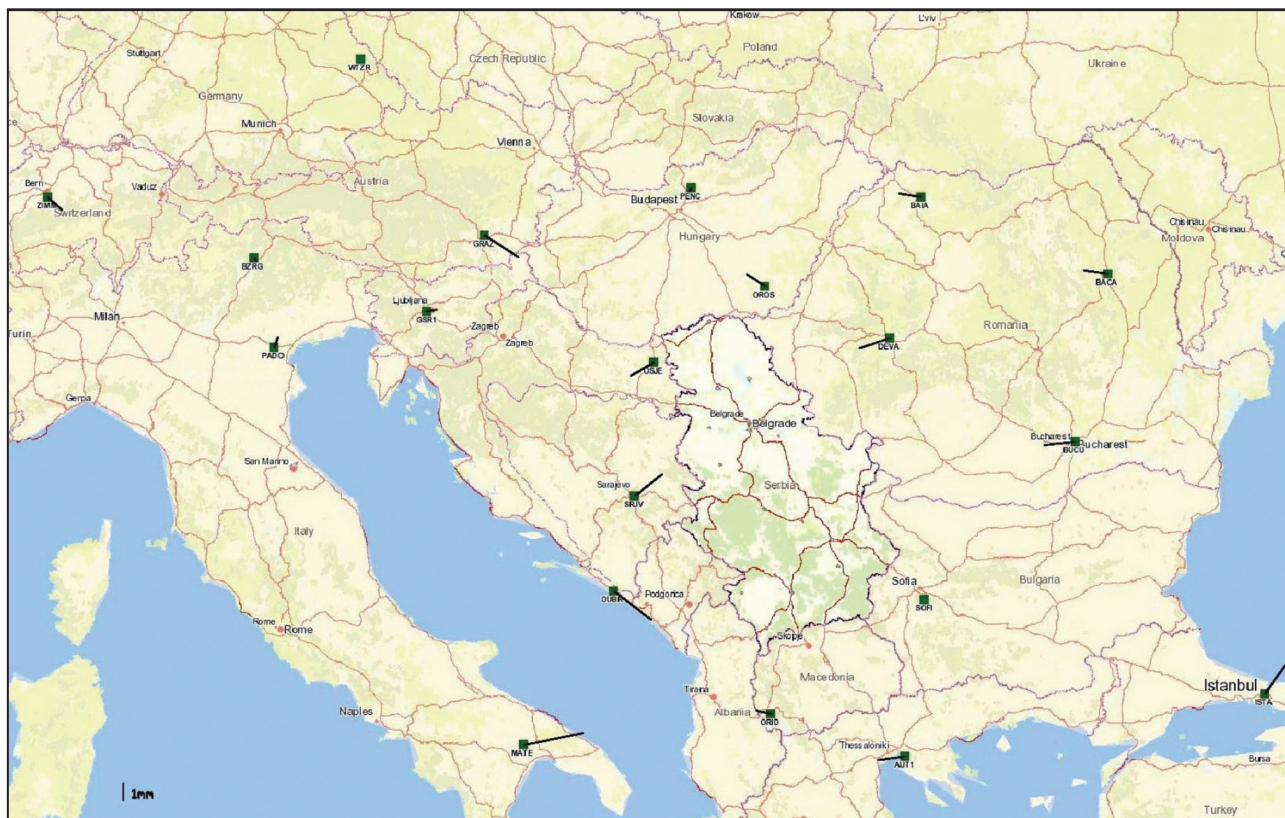 Krakow
L'viv
Stuttgart
WTZR
Czech Republic
Poland
Ukraine
Germany
Munich
Slovakia
Vienna
Bern
ZIMM
Switzerland
Vaduz
Austria
Budapest
PENC
BAIA
Chisinau
Chisinau
Moldova
GRAZ
Hungary
BZRG
BACA
OROS
Ljubljana
GSR1
Zagreb
Zagreb
Milan
Turin
PADO
Romania
DEVA
OSJE
Genoa
Belgrade
Belgrade
Bucharest
Bucharest
BUCU
San Marino
Sarajevo
SRJV
Serbia
Italy
Sofia
Bulgaria
SOFI
DUBR
Podgorica
Rome
Rome
Skopje
Macedonia
Istanbul
ISTA
Tirana
Albania
ORID
Naples
MATE
Thessaloniki
AUT1
Bursa
1mm
Turkey